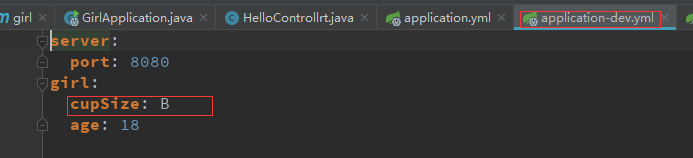 girl GirlApplication.java HelloControllrt.java application.yml application-dev.yml
server:
port: 8080
girl:
cupSize: B
age: 18